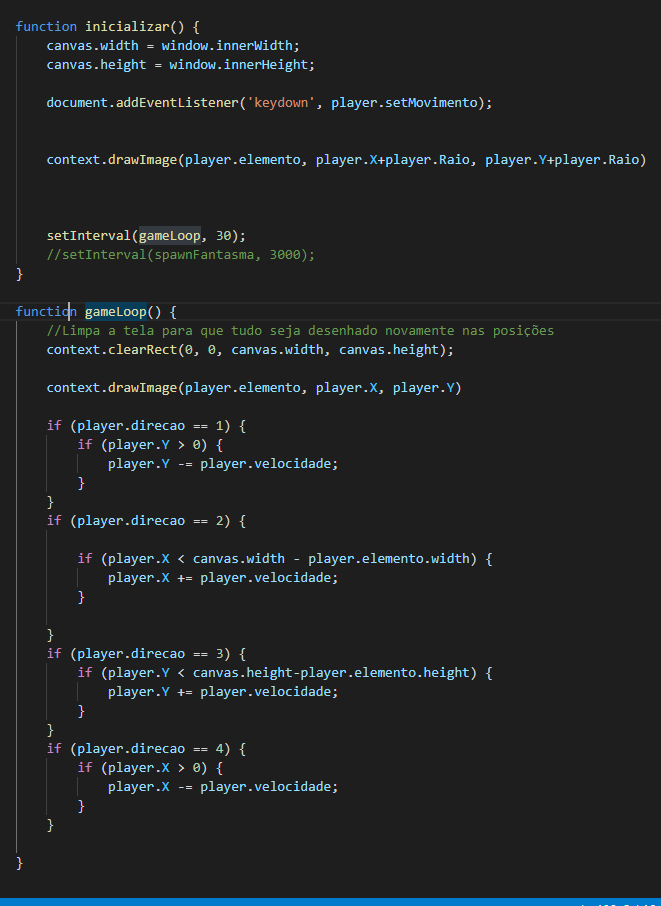 function inicializar() {
canvas.width = window.innerWidth;
canvas.height = window.innerHeight;
document.addEventListener('keydown', player.setMovimento);
context.drawImage(player.elemento, player.X+player.Raio, player.Y+player.Raio)
setInterval(gameLoop, 30);
//setInterval(spawnFantasma, 3000);
}
function gameLoop() {
//Limpa a tela para que tudo seja desenhado novamente nas posições
context.clearRect(0, 0, canvas.width, canvas.height);
context.drawImage(player.elemento, player.X, player.Y)
if (player.direcao == 1) {
if (player.Y > 0) {
player.Y -= player.velocidade;
}
}
if (player.direcao == 2) {
if (player.X < canvas.width - player.elemento.width) {
player.X += player.velocidade;
}
}
if (player.direcao == 3) {
if (player.Y < canvas.height-player.elemento.height) {
player.Y += player.velocidade;
}
}
if (player.direcao == 4) {
if (player.X > 0) {
player.X -= player.velocidade;
}
}
}